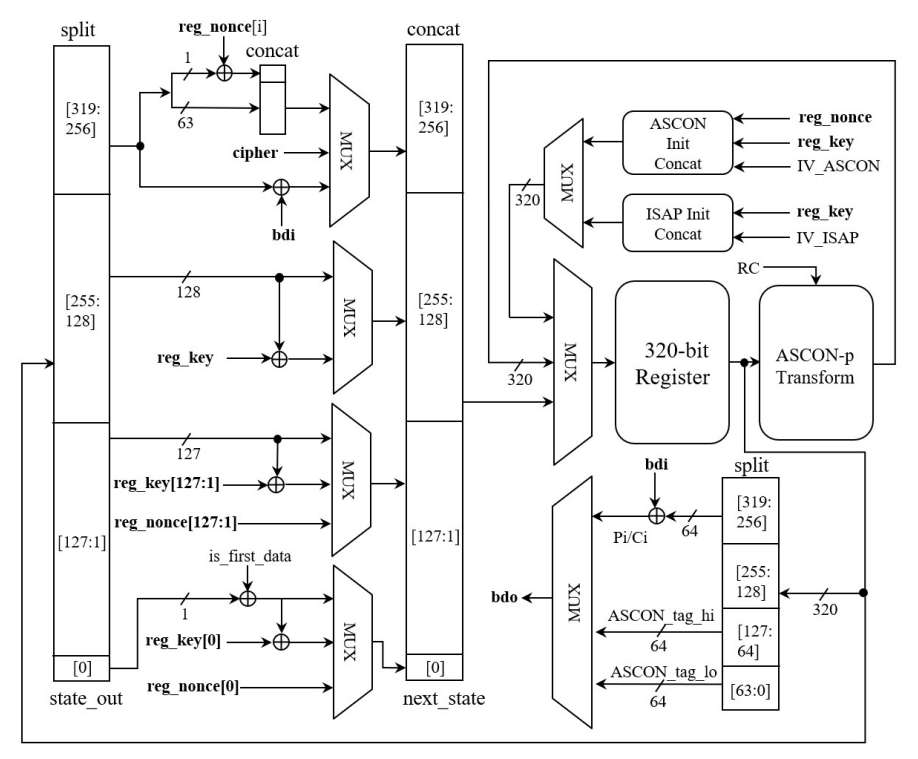 split
reg_nonce[i]
concat
concat
1
63
[319:
256]
cipher
MUX
bdi
[319:
256]
[255:
128]
128
reg_key
MUX
[255:
128]
127
reg_key[127:1]
reg_nonce[127:1]
MUX
[127:1]
[127:1]
is_first_data
1
reg_key[0]
reg_nonce[0]
MUX
[0]
[0]
state_out
next_state
MUX
320
ASCON
Init
Concat
reg_nonce
reg_key
IV_ASCON
ISAP Init
Concat
reg_key
IV_ISAP
RC
320
MUX
320-bit
Register
ASCON-p
Transform
split
bdi
[319:
256]
64
Pi/Ci
[255:
128]
320
bdo
MUX
ASCON_tag_hi
64
[127:
64]
ASCON_tag_lo
64
[63:0]